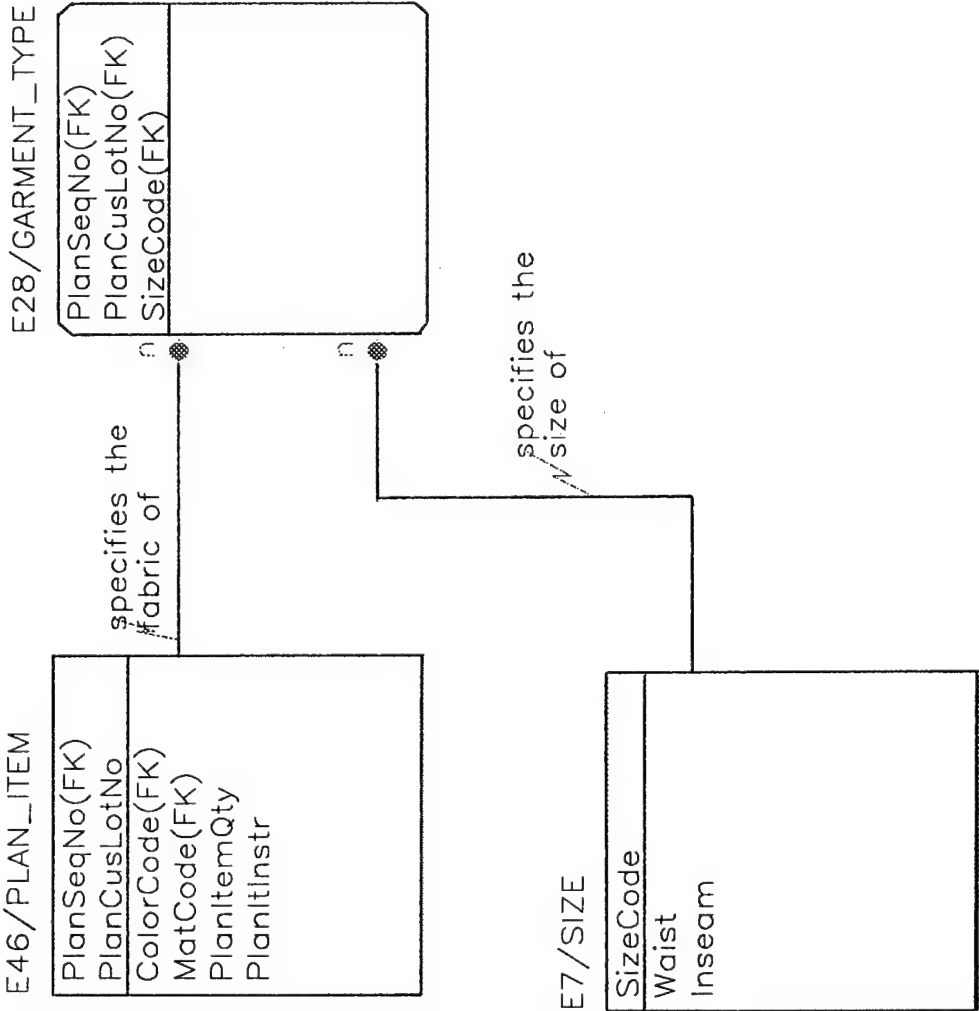 E46/PLAN_ITEM
PlanSeqNo(FK)
PlanCusLotNo
ColorCode(FK)
MatCode(FK)
PlanItemQty
PlanItInstr
specifies the
fabric of
n
E28/GARMENT_TYPE
PlanSeqNo(FK)
PlanCusLotNo(FK)
SizeCode(FK)
n
E7/SIZE
SizeCode
Waist
Inseam
specifies the
size of